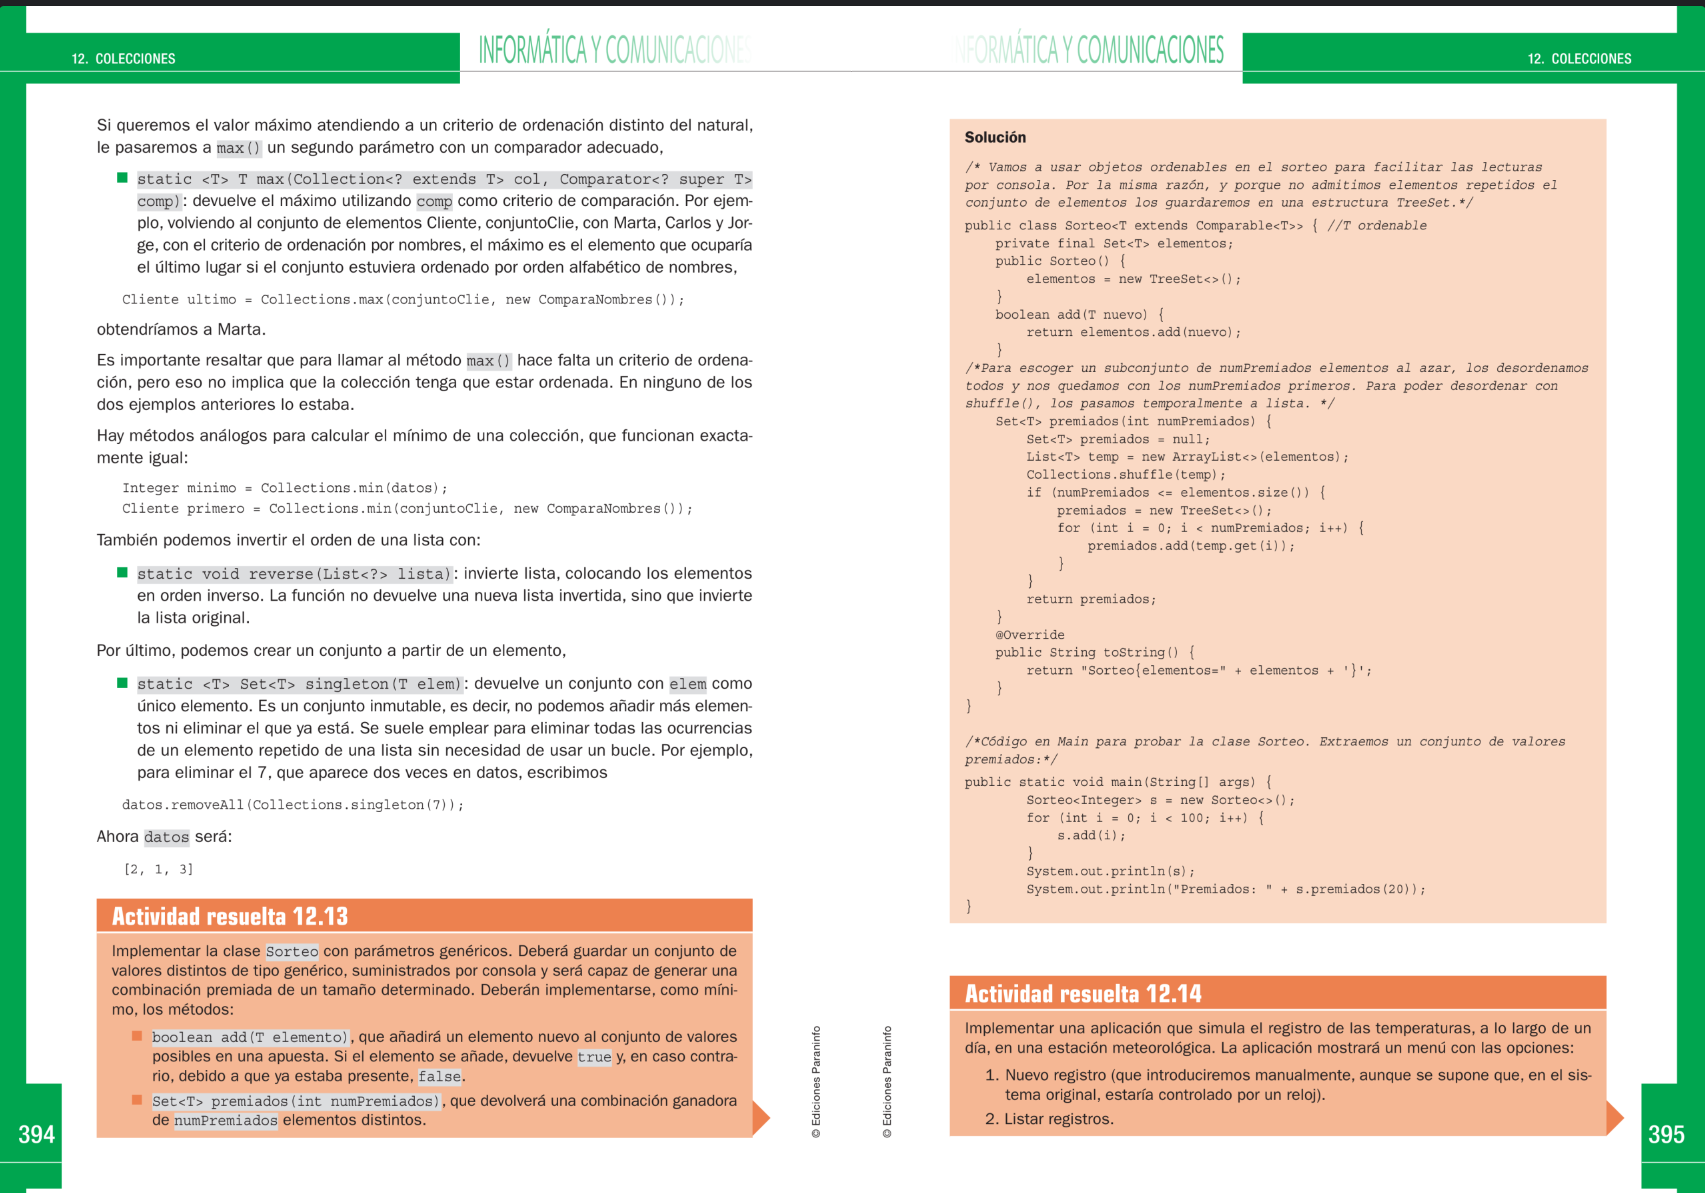 12. COLECCIONES
INFORMÁTICA Y COMUNICACIONES
Si queremos el valor máximo atendiendo a un criterio de ordenación distinto del natural,
le pasaremos a max() un segundo parámetro con un comparador adecuado,
■ static <T> T max(Collection<? extends T> col, Comparator<? super T>
comp): devuelve el máximo utilizando comp como criterio de comparación. Por ejem-
plo, volviendo al conjunto de elementos Cliente, conjuntoClie, con Marta, Carlos y Jor-
ge, con el criterio de ordenación por nombres, el máximo es el elemento que ocuparía
el último lugar si el conjunto estuviera ordenado por orden alfabético de nombres,
Cliente ultimo = Collections.max(conjuntoClie, new ComparaNombres());
obtendríamos a Marta.
Es importante resaltar que para llamar al método max() hace falta un criterio de ordena-
ción, pero eso no implica que la colección tenga que estar ordenada. En ninguno de los
dos ejemplos anteriores lo estaba.
Hay métodos análogos para calcular el mínimo de una colección, que funcionan exacta-
mente igual:
Integer minimo = Collections.min(datos);
Cliente primero = Collections.min(conjuntoClie, new ComparaNombres());
También podemos invertir el orden de una lista con:
■ static void reverse(List<?> lista): invierte lista, colocando los elementos
en orden inverso. La función no devuelve una nueva lista invertida, sino que invierte
la lista original.
Por último, podemos crear un conjunto a partir de un elemento,
■ static <T> Set<T> singleton(T elem): devuelve un conjunto con elem como
único elemento. Es un conjunto inmutable, es decir, no podemos añadir más elemen-
tos ni eliminar el que ya está. Se suele emplear para eliminar todas las ocurrencias
de un elemento repetido de una lista sin necesidad de usar un bucle. Por ejemplo,
para eliminar el 7, que aparece dos veces en datos, escribimos
datos.removeAll(Collections.singleton(7));
Ahora datos será:
[2, 1, 3]
Actividad resuelta 12.13
Implementar la clase Sorteo con parámetros genéricos. Deberá guardar un conjunto de
valores distintos de tipo genérico, suministrados por consola y será capaz de generar una
combinación premiada de un tamaño determinado. Deberán implementarse, como míni-
mo, los métodos:
■ boolean add(T elemento), que añadirá un elemento nuevo al conjunto de valores
posibles en una apuesta. Si el elemento se añade, devuelve true y, en caso contra-
rio, debido a que ya estaba presente, false.
■ Set<T> premiados(int numPremiados), que devolverá una combinación ganadora
de numPremiados elementos distintos.
© Ediciones Paraninfo
394
INFORMÁTICA Y COMUNICACIONES
12. COLECCIONES
Solución
/* Vamos a usar objetos ordenables en el sorteo para facilitar las lecturas
por consola. Por la misma razón, y porque no admitimos elementos repetidos el
conjunto de elementos los guardaremos en una estructura TreeSet.*/
public class Sorteo<T extends Comparable<T>> { //T ordenable
private final Set<T> elementos;
public Sorteo() {
elementos = new TreeSet<>();
}
boolean add(T nuevo) {
return elementos.add(nuevo);
}
/*Para escoger un subconjunto de numPremiados elementos al azar, los desordenamos
todos y nos quedamos con los numPremiados primeros. Para poder desordenar con
shuffle(), los pasamos temporalmente a lista. */
Set<T> premiados(int numPremiados) {
Set<T> premiados = null;
List<T> temp = new ArrayList<>(elementos);
Collections.shuffle(temp);
if (numPremiados <= elementos.size()) {
premiados = new TreeSet<>();
for (int i = 0; i < numPremiados; i++) {
premiados.add(temp.get(i));
}
}
return premiados;
}
@Override
public String toString() {
return "Sorteo{elementos=" + elementos + '}';
}
}
/*Código en Main para probar la clase Sorteo. Extraemos un conjunto de valores
premiados:*/
public static void main(String[] args) {
Sorteo<Integer> s = new Sorteo<>();
for (int i = 0; i < 100; i++) {
s.add(i);
}
System.out.println(s);
System.out.println("Premiados: " + s.premiados(20));
}
Actividad resuelta 12.14
Implementar una aplicación que simula el registro de las temperaturas, a lo largo de un
día, en una estación meteorológica. La aplicación mostrará un menú con las opciones:
1. Nuevo registro (que introduciremos manualmente, aunque se supone que, en el sis-
tema original, estaría controlado por un reloj).
2. Listar registros.
© Ediciones Paraninfo
395